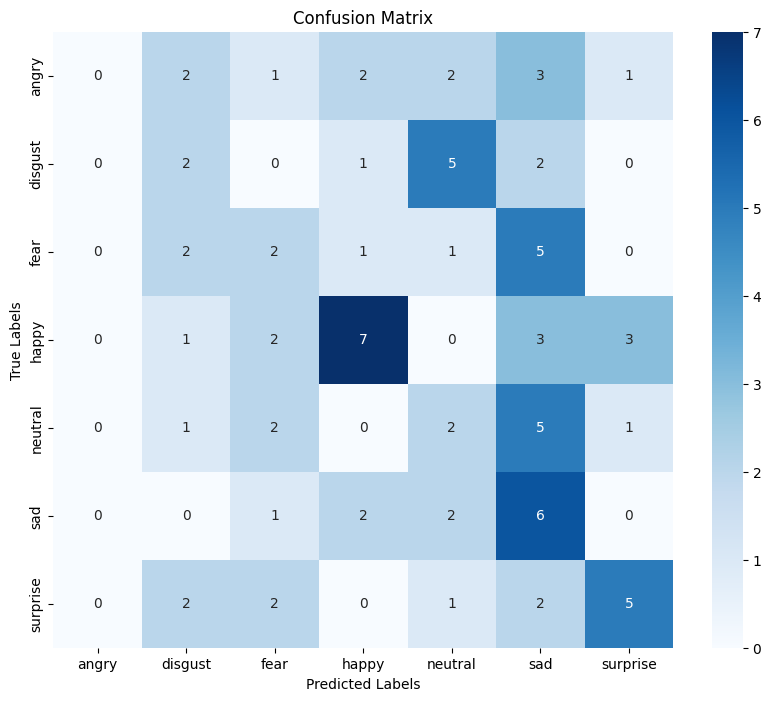 Confusion Matrix
True Labels
angry 0 2 1 2 2 3 1
disgust 0 2 0 1 5 2 0
fear 0 2 2 1 1 5 0
happy 0 1 2 7 0 3 3
neutral 0 1 2 0 2 5 1
sad 0 0 1 2 2 6 0
surprise 0 2 2 0 1 2 5
angry disgust fear happy neutral sad surprise
Predicted Labels
7
6
5
4
3
2
1
0